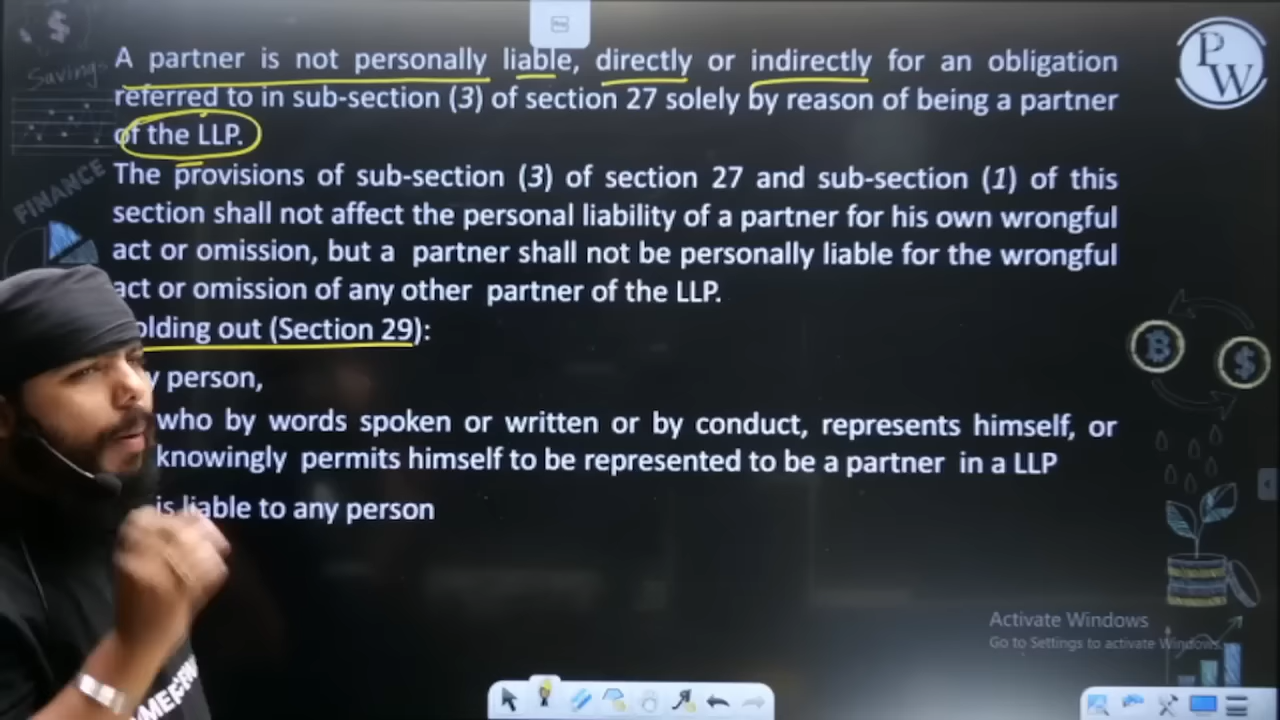 Savings
A partner is not personally liable, directly or indirectly for an obligation
referred to in sub-section (3) of section 27 solely by reason of being a partner
of the LLP.
The provisions of sub-section (3) of section 27 and sub-section (1) of this
section shall not affect the personal liability of a partner for his own wrongful
act or omission, but a partner shall not be personally liable for the wrongful
act or omission of any other partner of the LLP.
olding out (Section 29):
y person,
who by words spoken or written or by conduct, represents himself, or
knowingly permits himself to be represented to be a partner in a LLP
is liable to any person
FINANCE
PW
Activate Windows
Go to Settings to activate Windows.